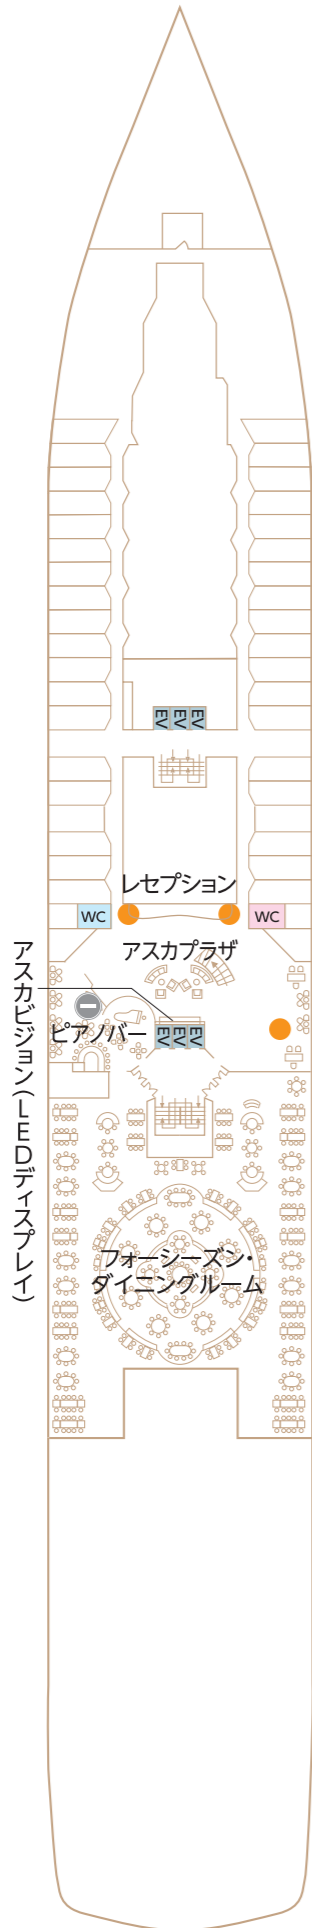 EV EV EV
レセプション
WC
WC
アスカプラザ
アスカビジョン(LEDディスプレイ)
ピアノバー
EV EV EV
フォーシーズン・
ダイニングルーム